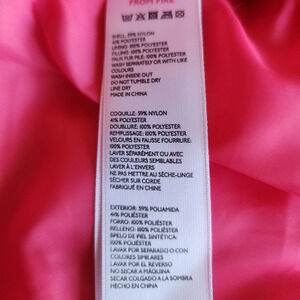 FROM FIRE
SHELL: 59% NYLON
41% POLYESTER
LINING: 100% POLYESTER
FILLING: 100% POLYESTER
FAUX FUR PILE: 100% POLYESTER
WASH SEPARATELY OR WITH LIKE
COLOURS
WASH INSIDE OUT
DO NOT TUMBLE DRY
LINE DRY
MADE IN CHINA
COQUILLE: 59% NYLON
41% POLYESTER
DOUBLURE: 100% POLYESTER
REMPLISSAGE: 100% POLYESTER
VELOURS EN FAUSSE FOURRURE:
100% POLYESTER
LAVER SÉPARÉMENT OU AVEC
DES COULEURS SEMBLABLES
LAVER À L'ENVERS
NE PAS METTRE AU SÈCHE-LINGE
SÉCHER SUR CORDE
FABRIQUÉ EN CHINE
EXTERIOR: 59% POLIAMIDA
41% POLIÉSTER
FORRO: 100% POLIÉSTER
RELLENO: 100% POLIÉSTER
PELO DE PIEL SINTÉTICA:
100% POLIÉSTER
LAVAR POR SEPARADO O CON
COLORES SIMILARES
LAVAR POR EL REVERSO
NO SECAR A MÁQUINA
SECAR COLGADO A LA SOMBRA
HECHO EN CHINA